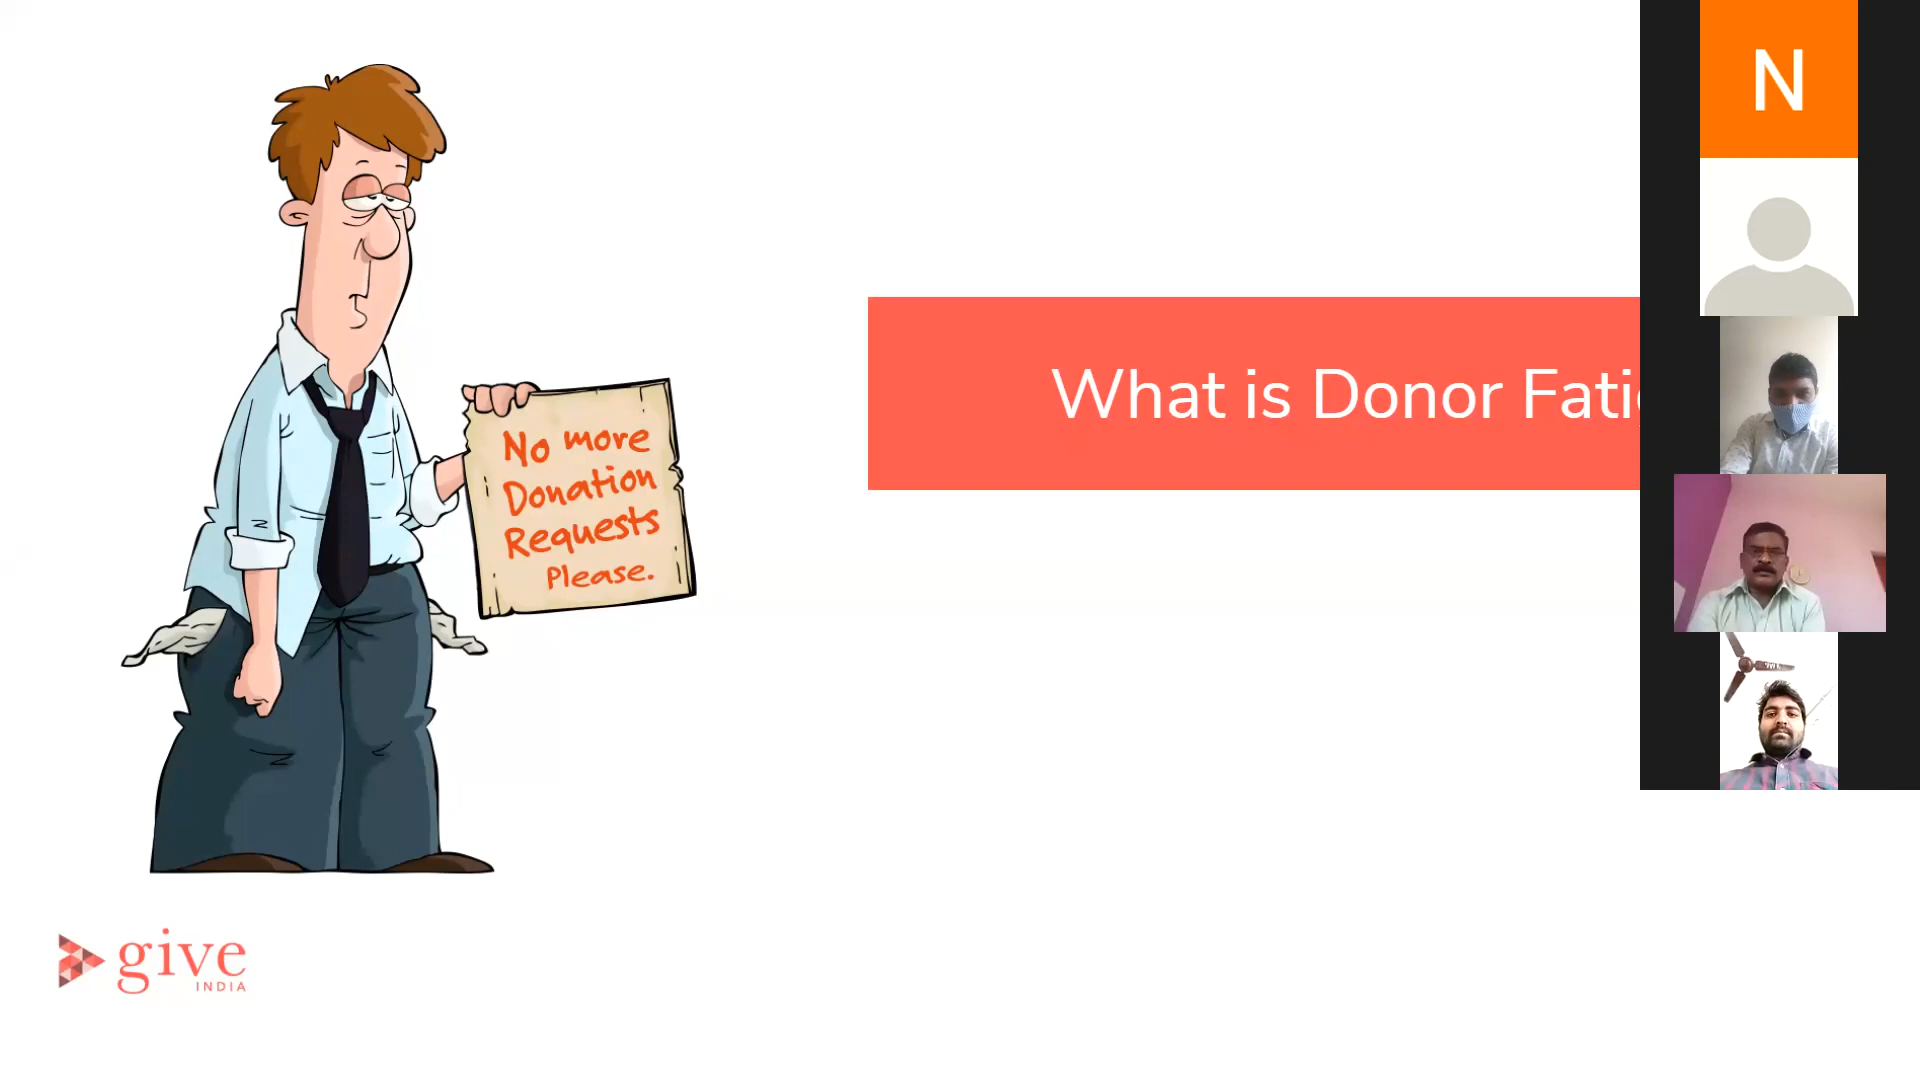 No more
Donation
Requests
Please.
What is Donor Fati
N
give
INDIA